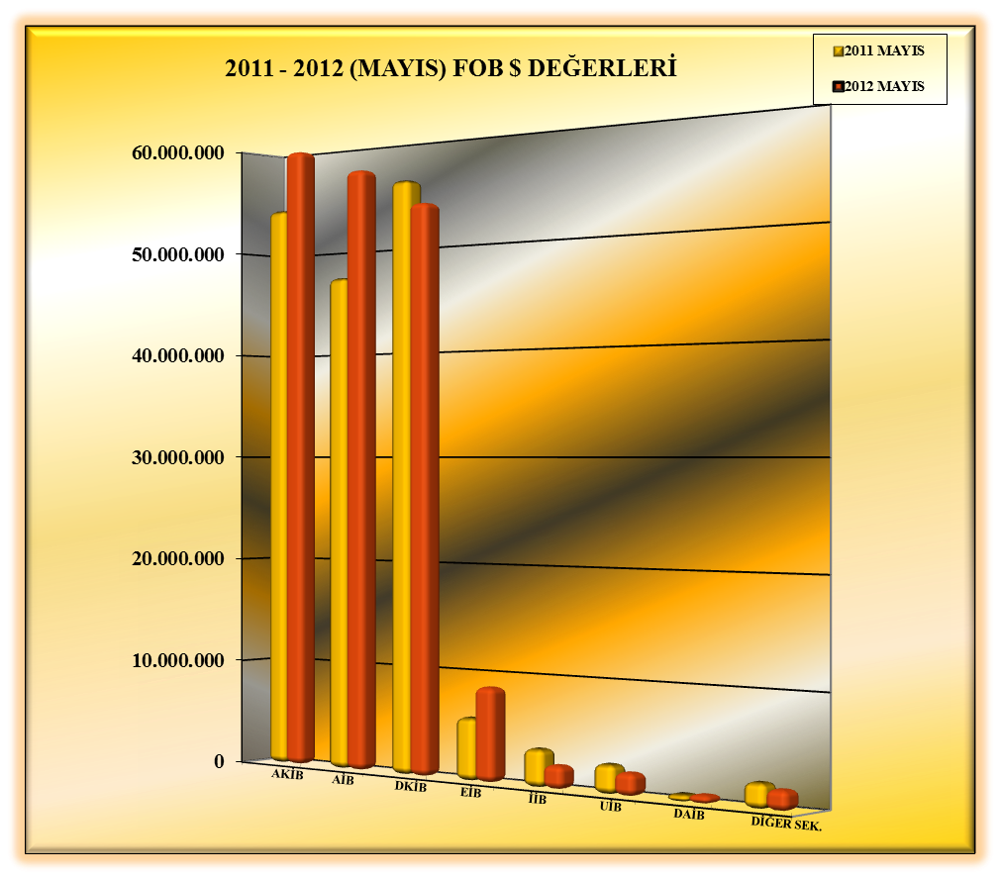 2011 - 2012 (MAYIS) FOB $ DEĞERLERİ
2011 MAYIS
2012 MAYIS
60.000.000
50.000.000
40.000.000
30.000.000
20.000.000
10.000.000
0
AKİB
AİB
DKİB
EİB
İİB
UİB
DAİB
DİĞER SEK.